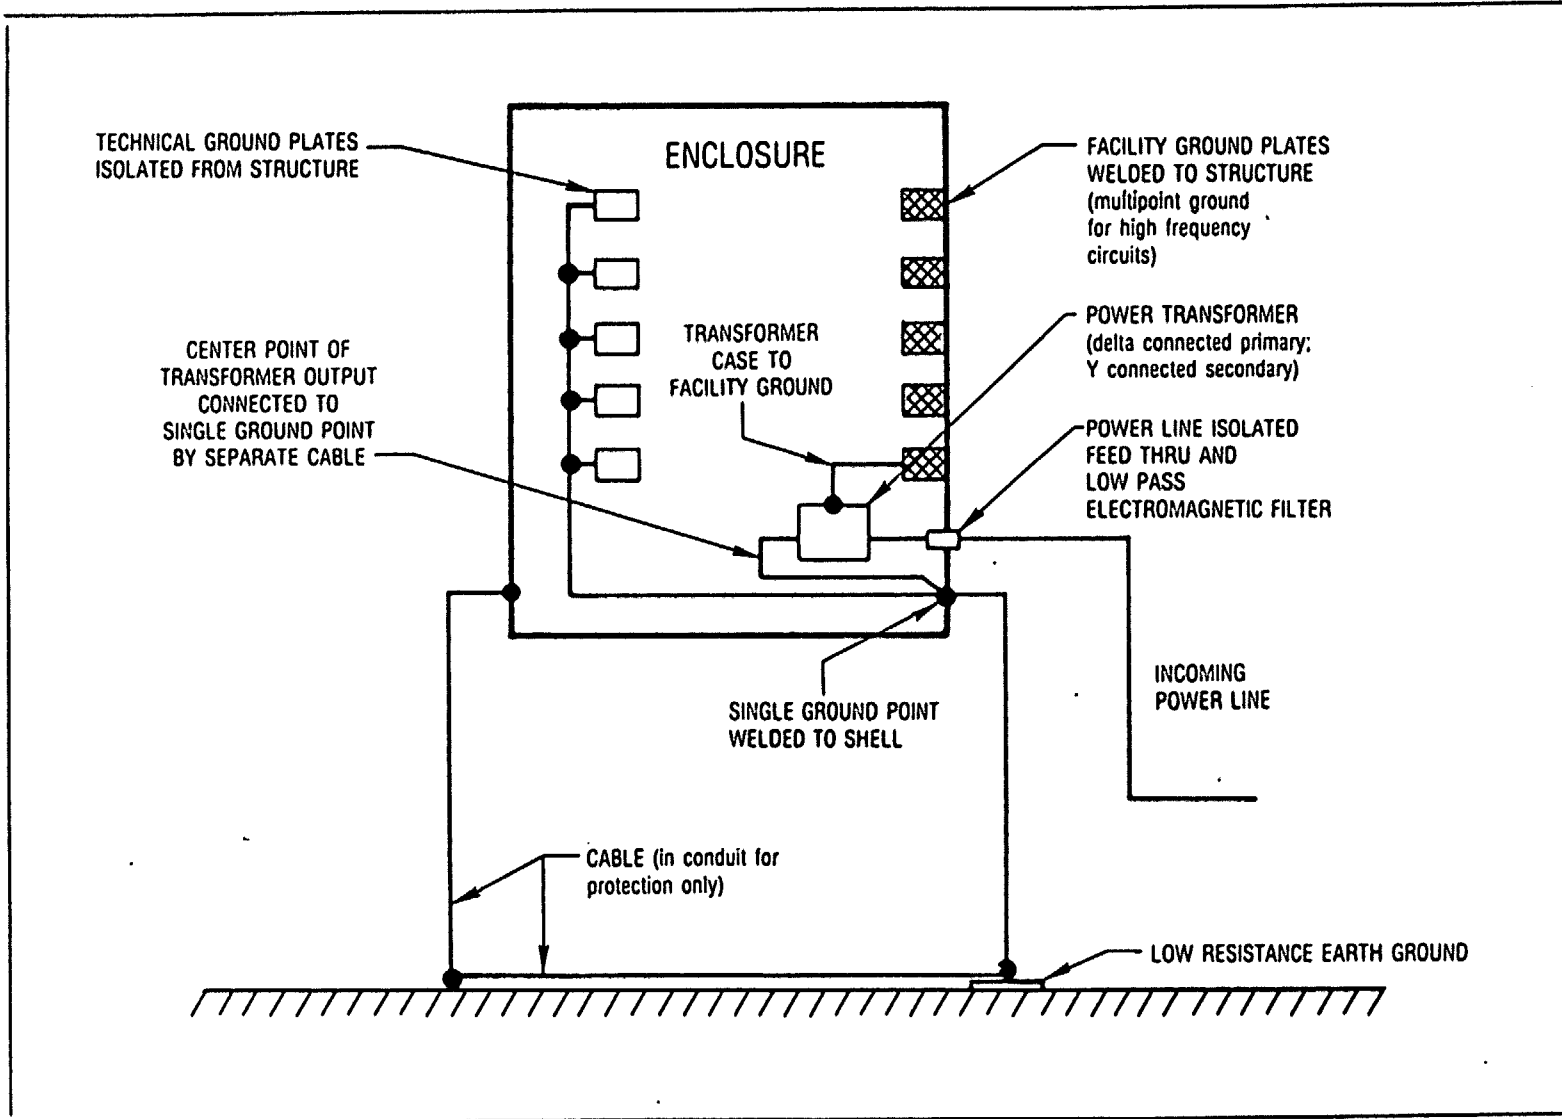 TECHNICAL GROUND PLATES
ISOLATED FROM STRUCTURE
ENCLOSURE
FACILITY GROUND PLATES
WELDED TO STRUCTURE
(multipoint ground
for high frequency
circuits)
CENTER POINT OF
TRANSFORMER OUTPUT
CONNECTED TO
SINGLE GROUND POINT
BY SEPARATE CABLE
TRANSFORMER
CASE TO
FACILITY GROUND
POWER TRANSFORMER
(delta connected primary;
Y connected secondary)
POWER LINE ISOLATED
FEED THRU AND
LOW PASS
ELECTROMAGNETIC FILTER
SINGLE GROUND POINT
WELDED TO SHELL
INCOMING
POWER LINE
CABLE (in conduit for
protection only)
LOW RESISTANCE EARTH GROUND